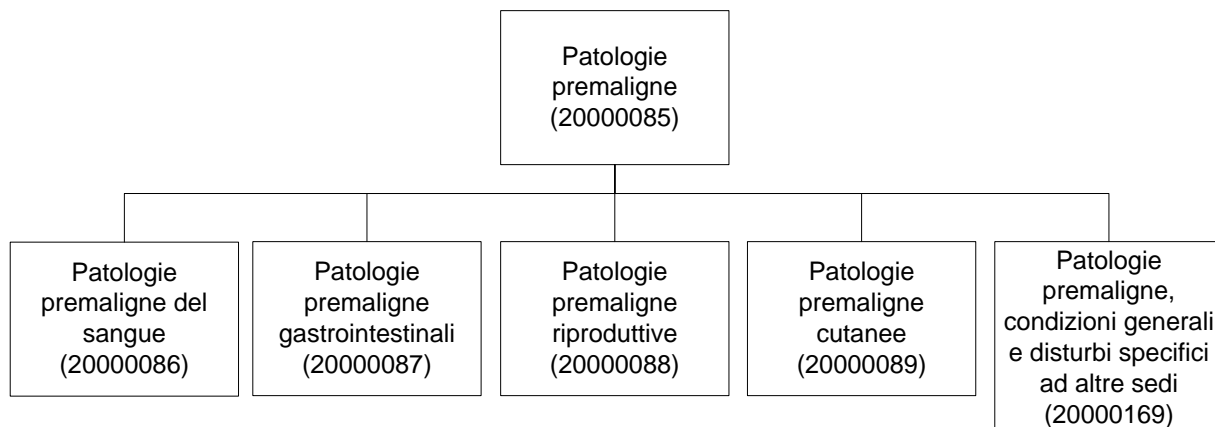 Patologie
premaligne
(20000085)
Patologie
premaligne del
sangue
(20000086)
Patologie
premaligne
gastrointestinali
(20000087)
Patologie
premaligne
riproduttive
(20000088)
Patologie
premaligne
cutanee
(20000089)
Patologie
premaligne,
condizioni generali
e disturbi specifici
ad altre sedi
(20000169)